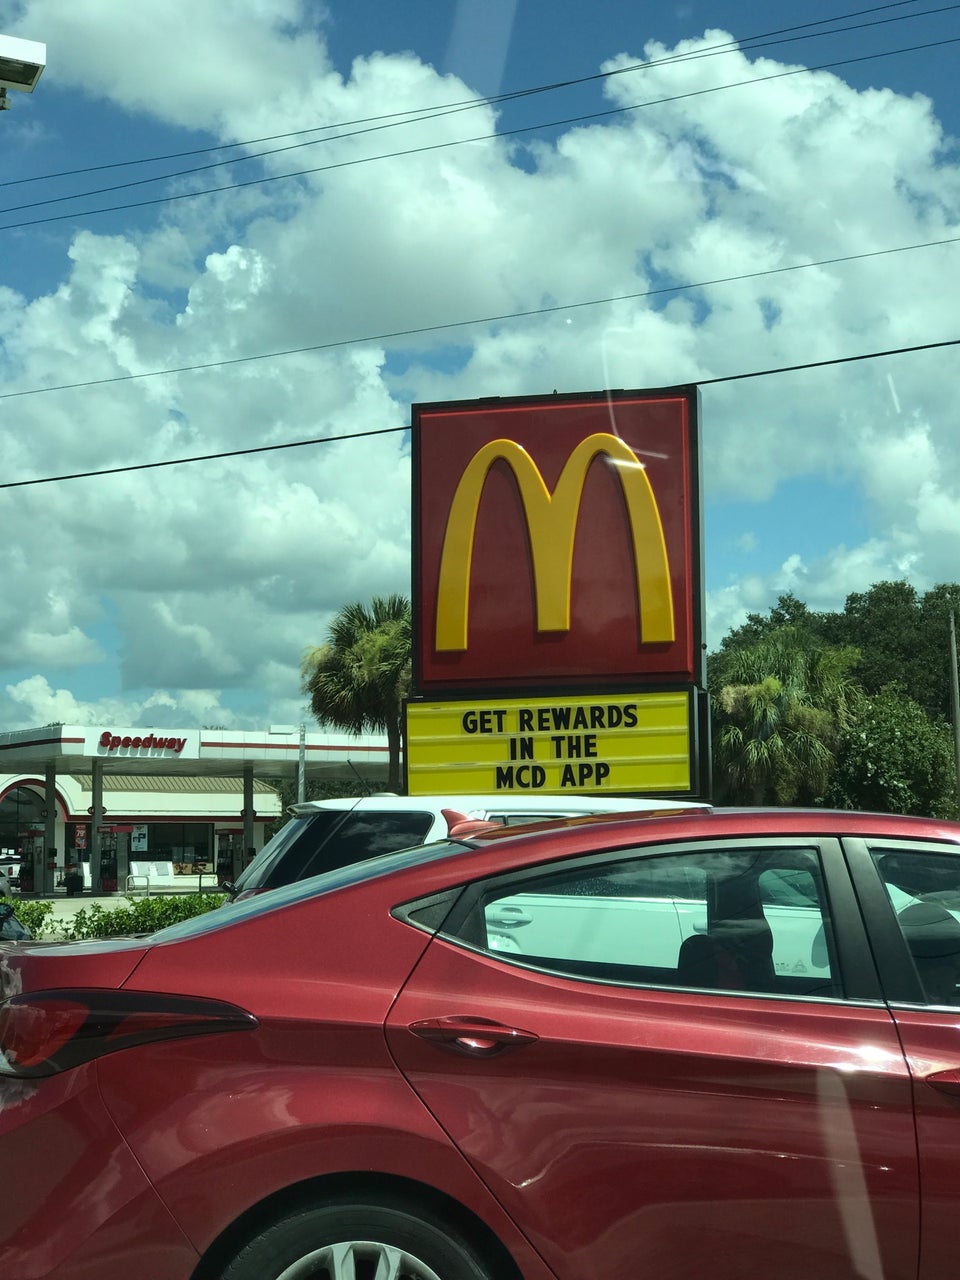 Speedway
GET REWARDS
IN THE
MCD APP